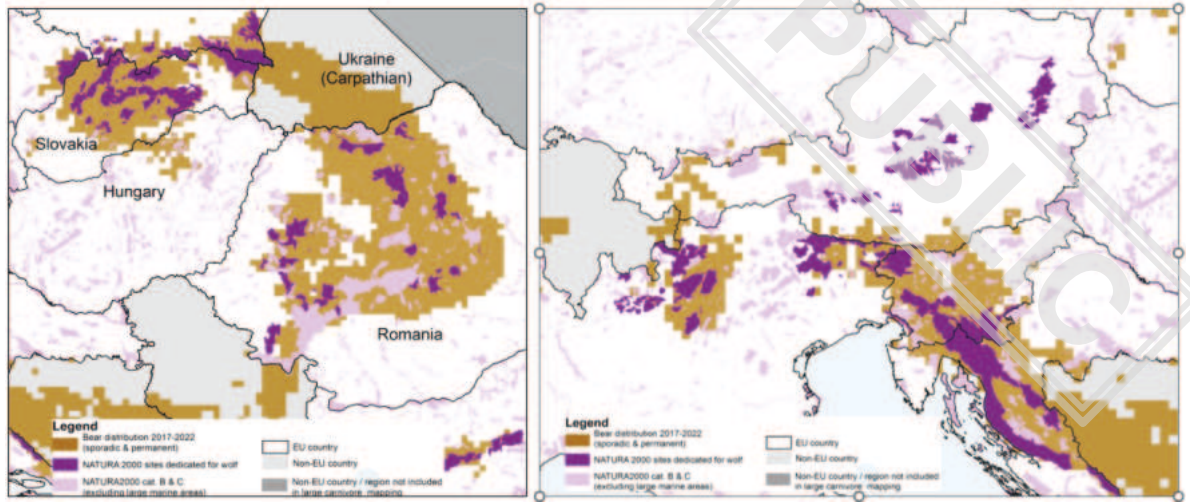 Ukraine
(Carpathian)
Slovakia
Hungary
Romania
Legend
Bear distribution 2017-2022
(sporadic & permanent)
NATURA 2000 sites dedicated for wolf
NATURA2000 cat. B & C
(excluding large marine areas)
EU country
Non-EU country
Non-EU country / region not included
in large carnivore mapping
Legend
Bear distribution 2017-2022
(sporadic & permanent)
NATURA 2000 sites dedicated for wolf
NATURA2000 cat. B & C
(excluding large marine areas)
EU country
Non-EU country
Non-EU country / region not included
in large carnivore mapping
PUBLIC